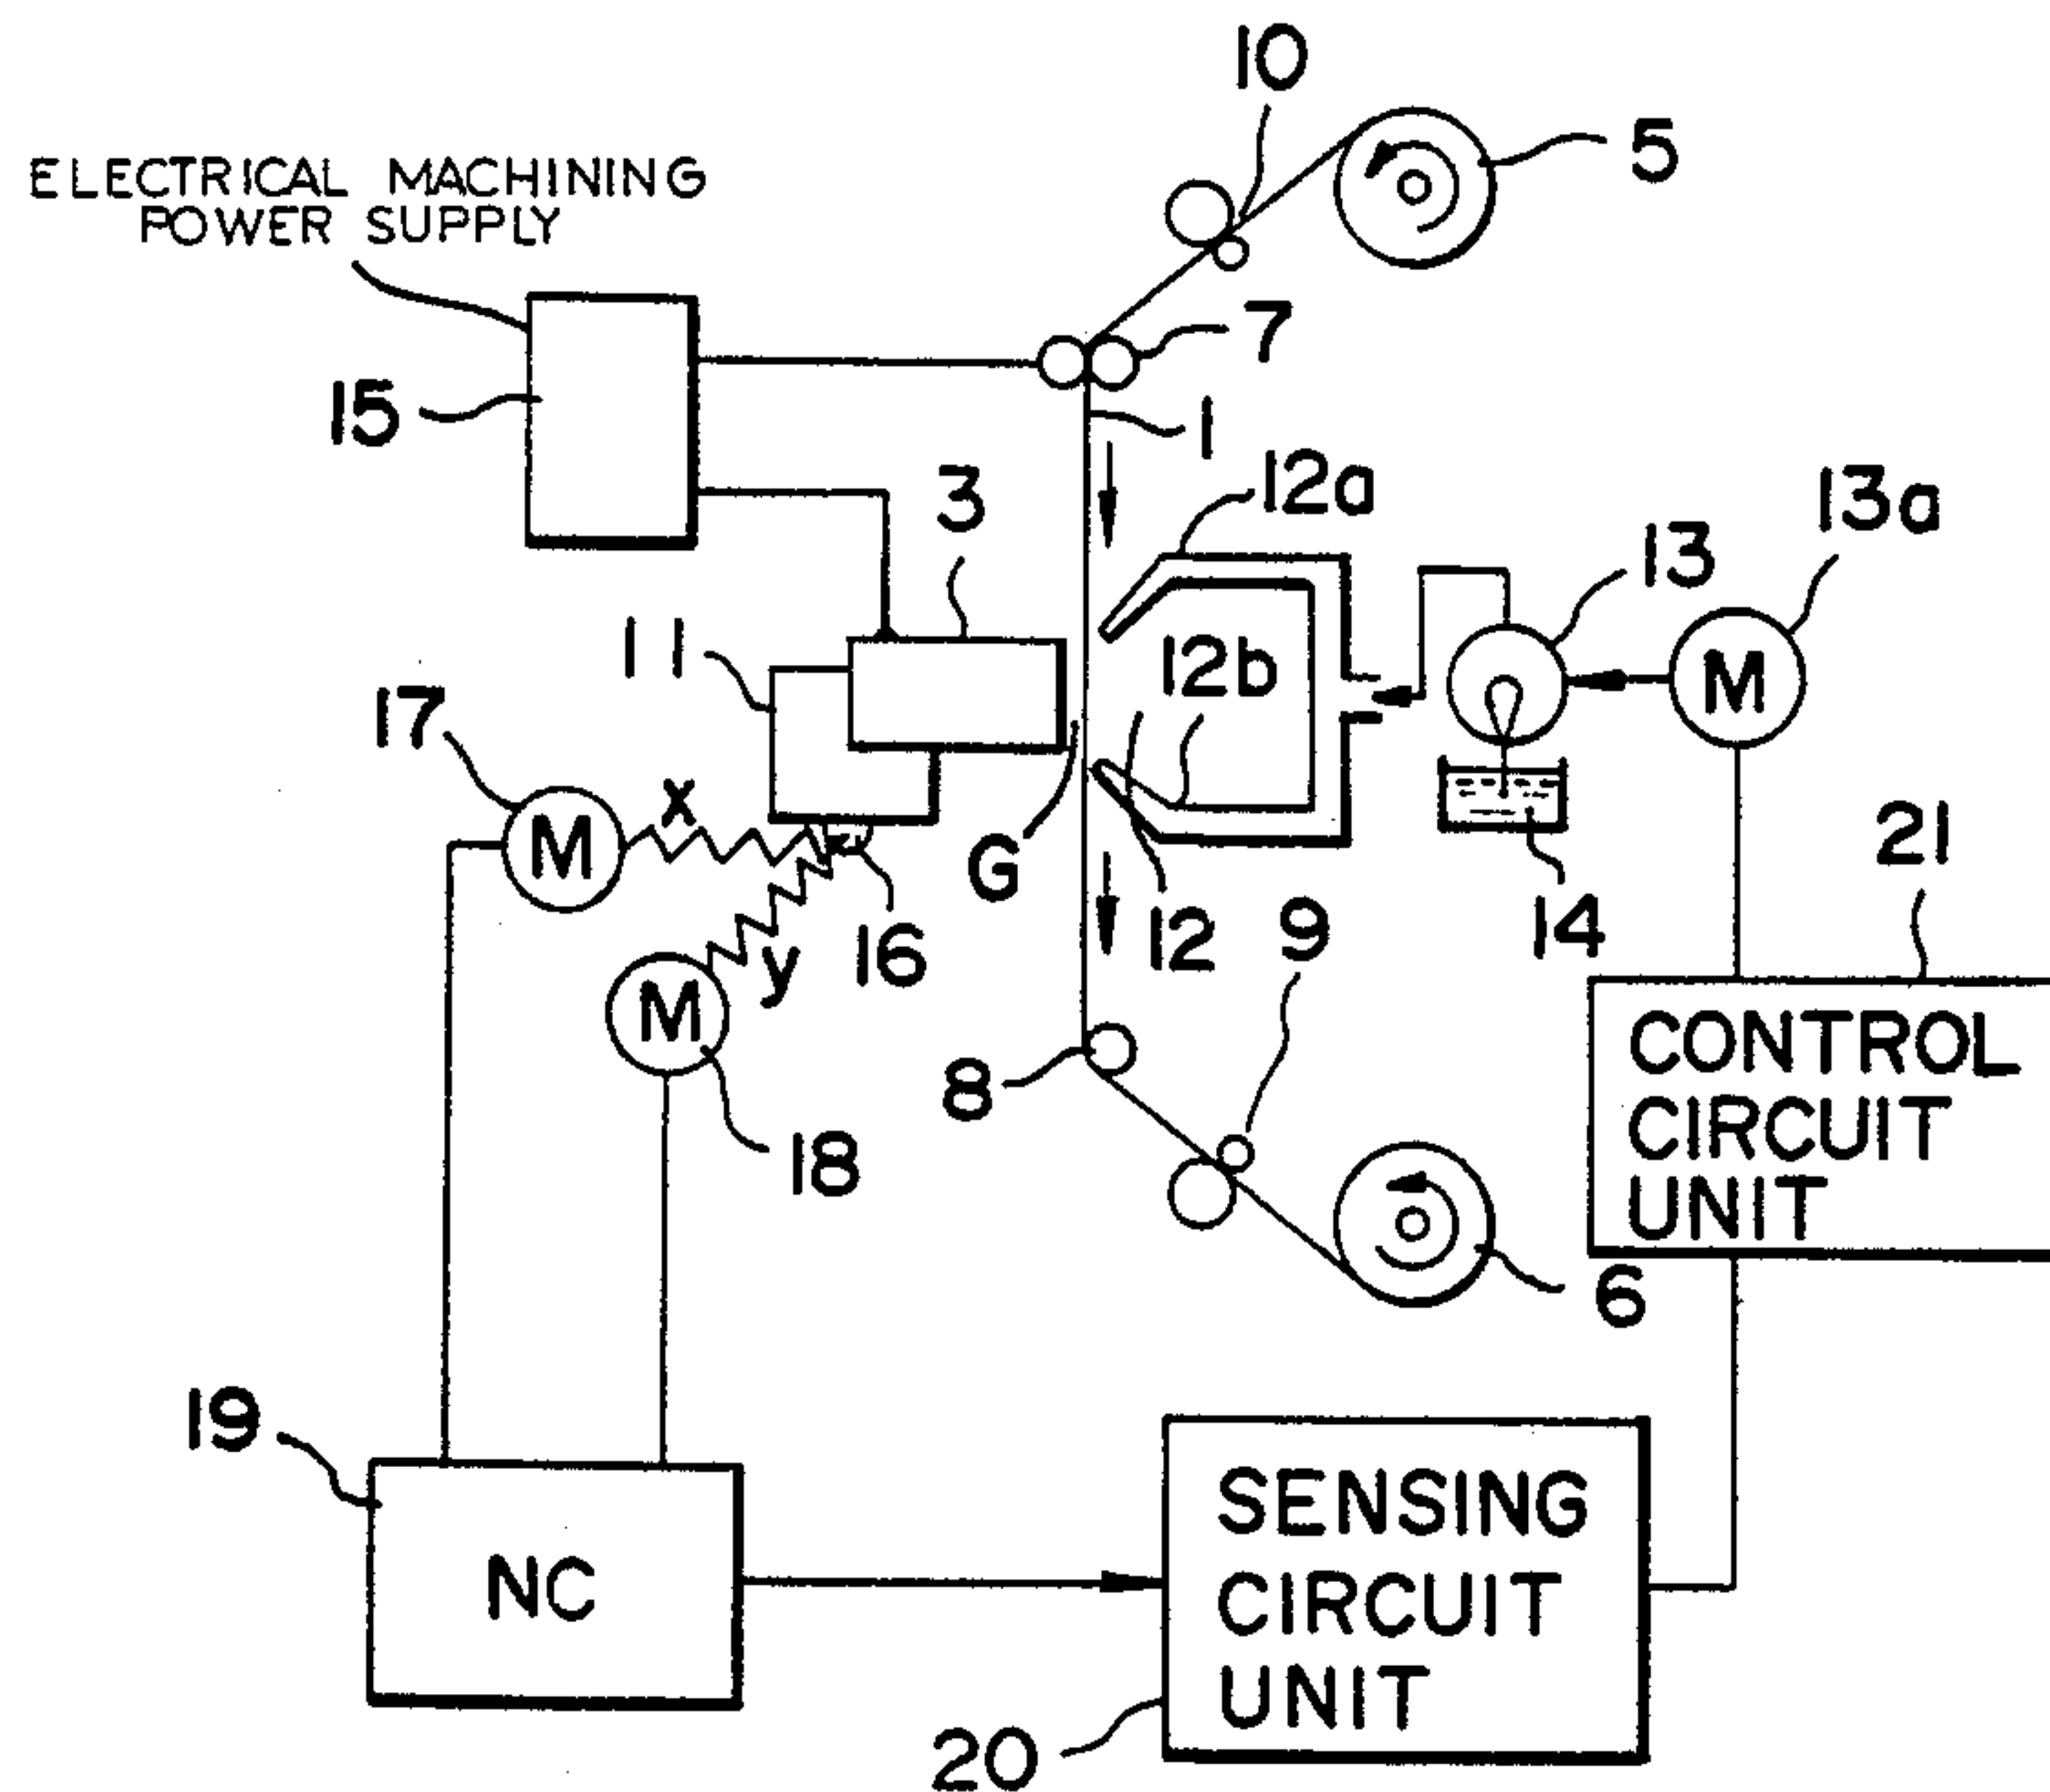 10
5
ELECTRICAL MACHINING
POWER SUPPLY
7
15
1
12a
3
13a
13
11
12b
M
17
X
M
G
21
14
12
9
16
y
M
8
CONTROL
CIRCUIT
UNIT
18
6
19
SENSING
CIRCUIT
UNIT
NC
20